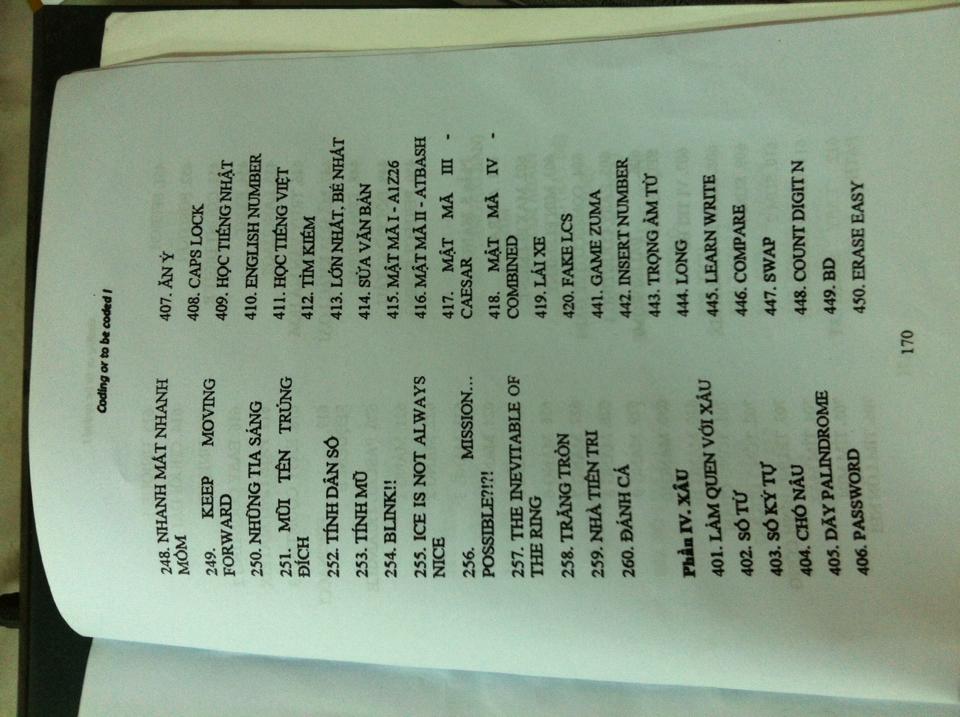 Coding or to be coded !
248. NHANH MẮT NHANH
MỒM
249. KEEP MOVING
FORWARD
250. NHỮNG TIA SÁNG
251. MŨI TÊN TRÚNG
ĐÍCH
252. TÍNH DÂN SỐ
253. TÍNH MŨ
254. BLINK!!
255. ICE IS NOT ALWAYS
NICE
256. MISSION...
POSSIBLE?!?!
257. THE INEVITABLE OF
THE RING
258. TRĂNG TRÒN
259. NHÀ TIÊN TRI
260. ĐÁNH CÁ
Phần IV. XÂU
401. LÀM QUEN VỚI XÂU
402. SỐ TỪ
403. SỐ KÝ TỰ
404. CHÓ NÂU
405. DÃY PALINDROME
406. PASSWORD
407. ĂN Ý
408. CAPS LOCK
409. HỌC TIẾNG NHẬT
410. ENGLISH NUMBER
411. HỌC TIẾNG VIỆT
412. TÌM KIẾM
413. LỚN NHẤT, BÉ NHẤT
414. SỬA VĂN BẢN
415. MẬT MÃ I - A1Z26
416. MẬT MÃ II - ATBASH
417. MẬT MÃ III -
CAESAR
418. MẬT MÃ IV -
COMBINED
419. LÁI XE
420. FAKE LCS
441. GAME ZUMA
442. INSERT NUMBER
443. TRỌNG ÂM TỪ
444. LONG
445. LEARN WRITE
446. COMPARE
447. SWAP
448. COUNT DIGIT N
449. BD
450. ERASE EASY
170